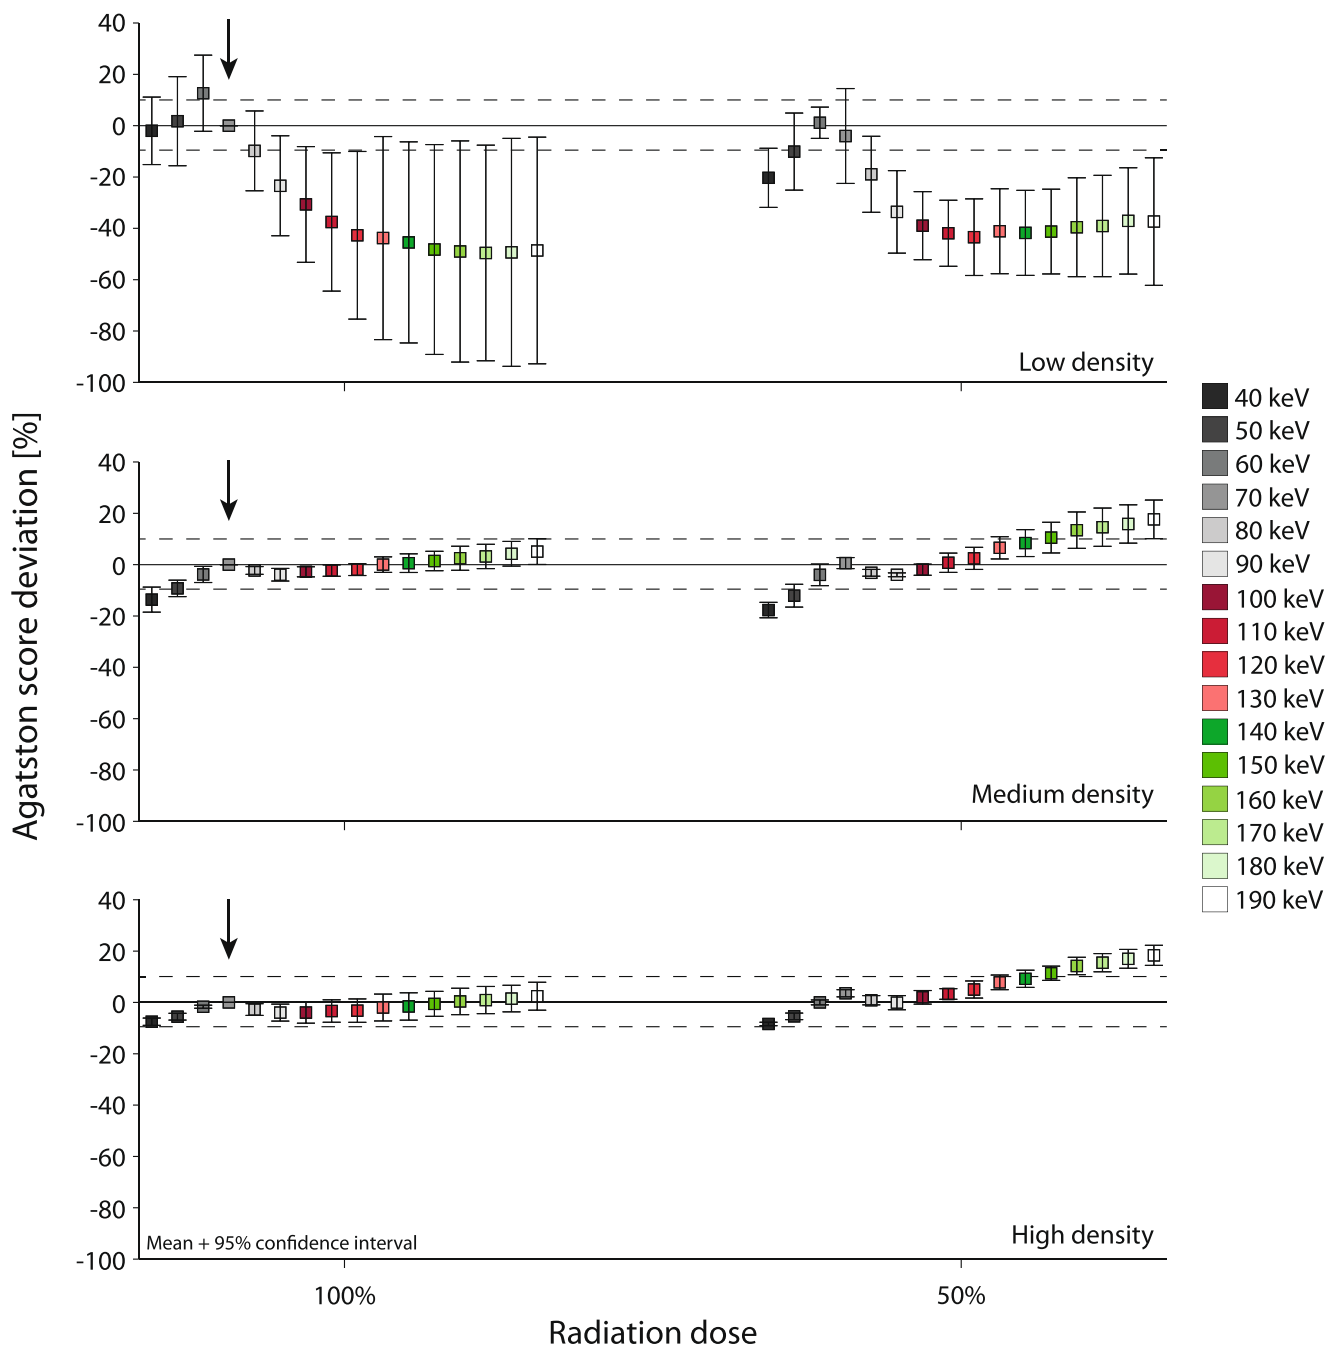 Agatston score deviation [%]
40
20
0
-20
-40
-60
-80
-100
Low density
40
20
0
-20
-40
-60
-80
-100
Medium density
40
20
0
-20
-40
-60
-80
-100
Mean + 95% confidence interval
High density
100%
50%
Radiation dose
40 keV
50 keV
60 keV
70 keV
80 keV
90 keV
100 keV
110 keV
120 keV
130 keV
140 keV
150 keV
160 keV
170 keV
180 keV
190 keV